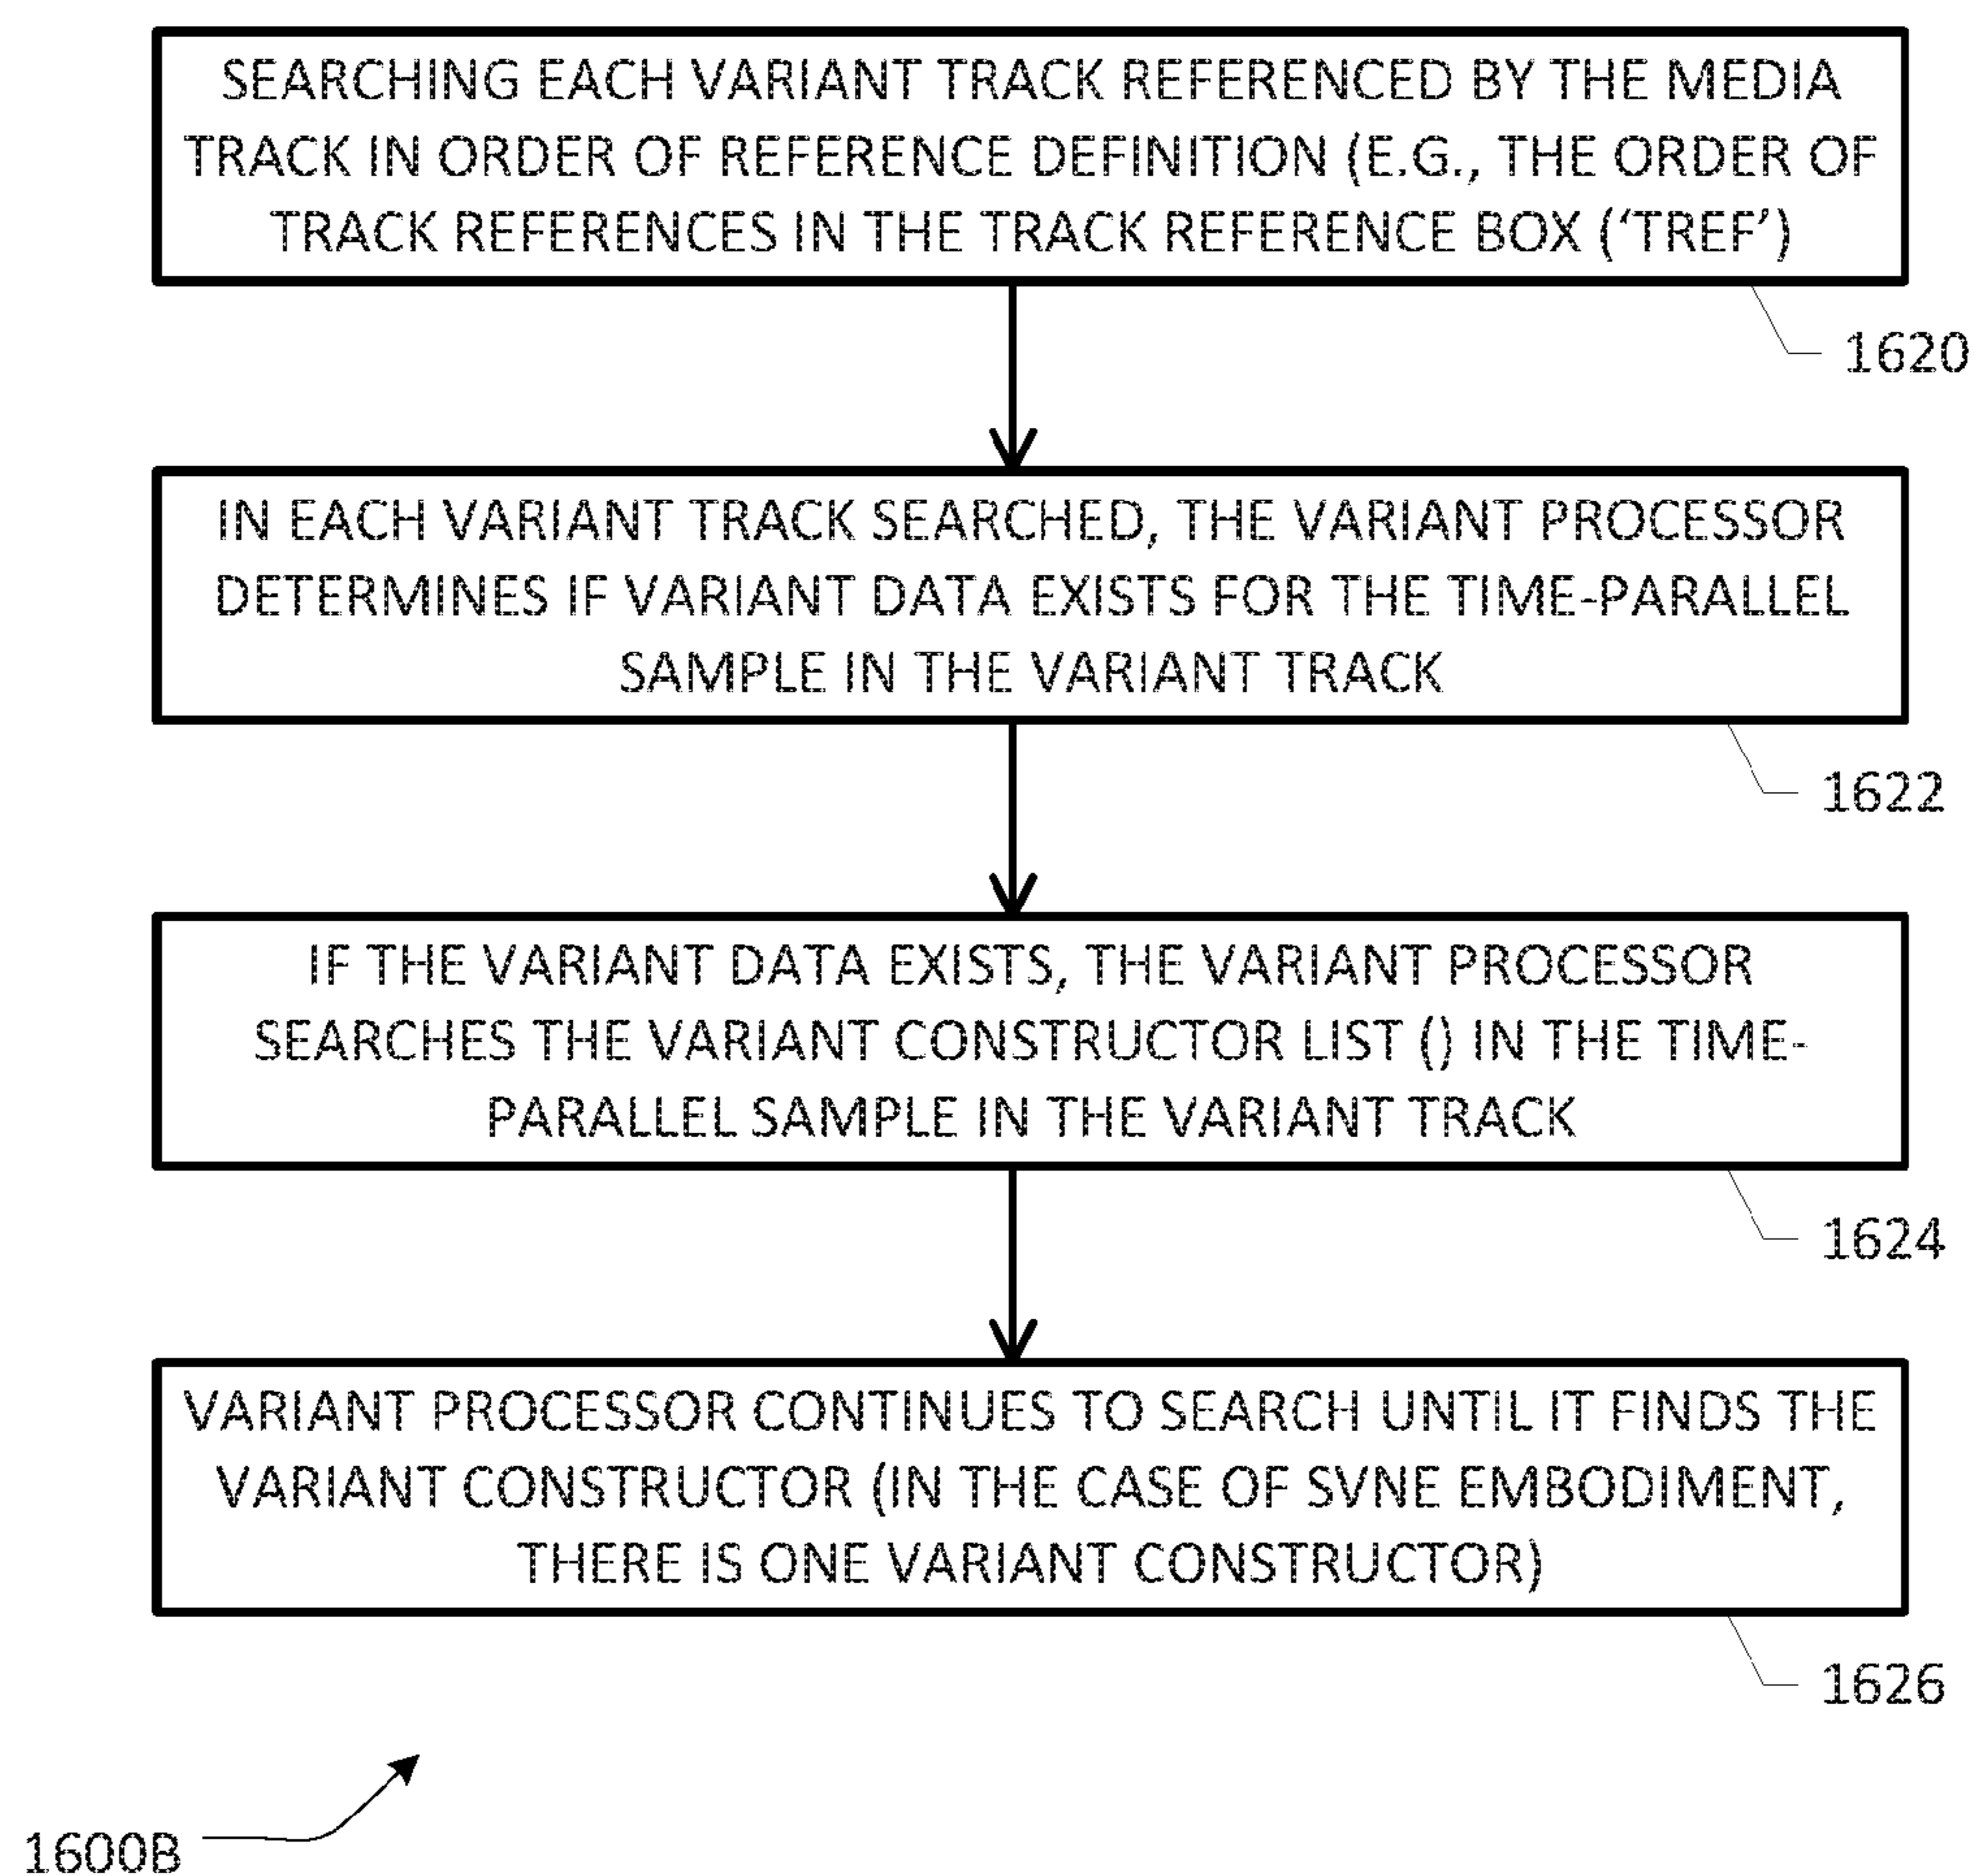 SEARCHING EACH VARIANT TRACK REFERENCED BY THE MEDIA
TRACK IN ORDER OF REFERENCE DEFINITION (E.G., THE ORDER OF
TRACK REFERENCES IN THE TRACK REFERENCE BOX (‘TREF’)
1620
IN EACH VARIANT TRACK SEARCHED, THE VARIANT PROCESSOR
DETERMINES IF VARIANT DATA EXISTS FOR THE TIME-PARALLEL
SAMPLE IN THE VARIANT TRACK
1622
IF THE VARIANT DATA EXISTS, THE VARIANT PROCESSOR
SEARCHES THE VARIANT CONSTRUCTOR LIST () IN THE TIME-
PARALLEL SAMPLE IN THE VARIANT TRACK
1624
VARIANT PROCESSOR CONTINUES TO SEARCH UNTIL IT FINDS THE
VARIANT CONSTRUCTOR (IN THE CASE OF SVNE EMBODIMENT,
THERE IS ONE VARIANT CONSTRUCTOR)
1626
1600B